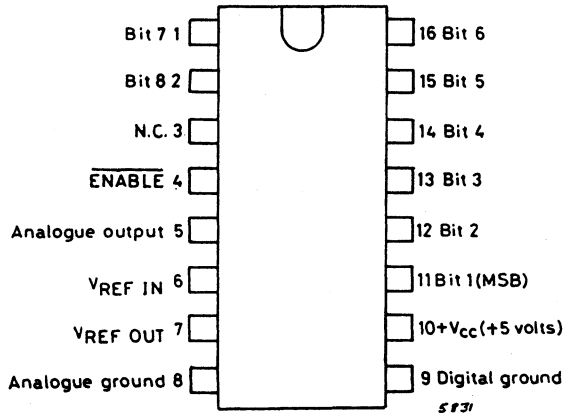 Bit 7 1
16 Bit 6
Bit 8 2
15 Bit 5
N.C. 3
14 Bit 4
ENABLE 4
13 Bit 3
Analogue output 5
12 Bit 2
VREF IN 6
11 Bit 1 (MSB)
VREF OUT 7
10 +Vcc (+5 volts)
Analogue ground 8
9 Digital ground
5831